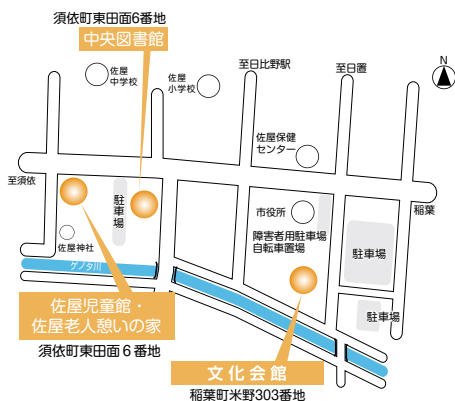 須依町東田面6番地
中央図書館
佐屋
中学校
佐屋
小学校
至日比野駅
至日置
N
佐屋保健
センター
至須依
駐車場
市役所
稲葉
佐屋神社
障害者用駐車場
自転車置場
駐車場
ゲノタ川
佐屋児童館・
佐屋老人憩いの家
須依町東田面6番地
駐車場
文化会館
稲葉町米野303番地